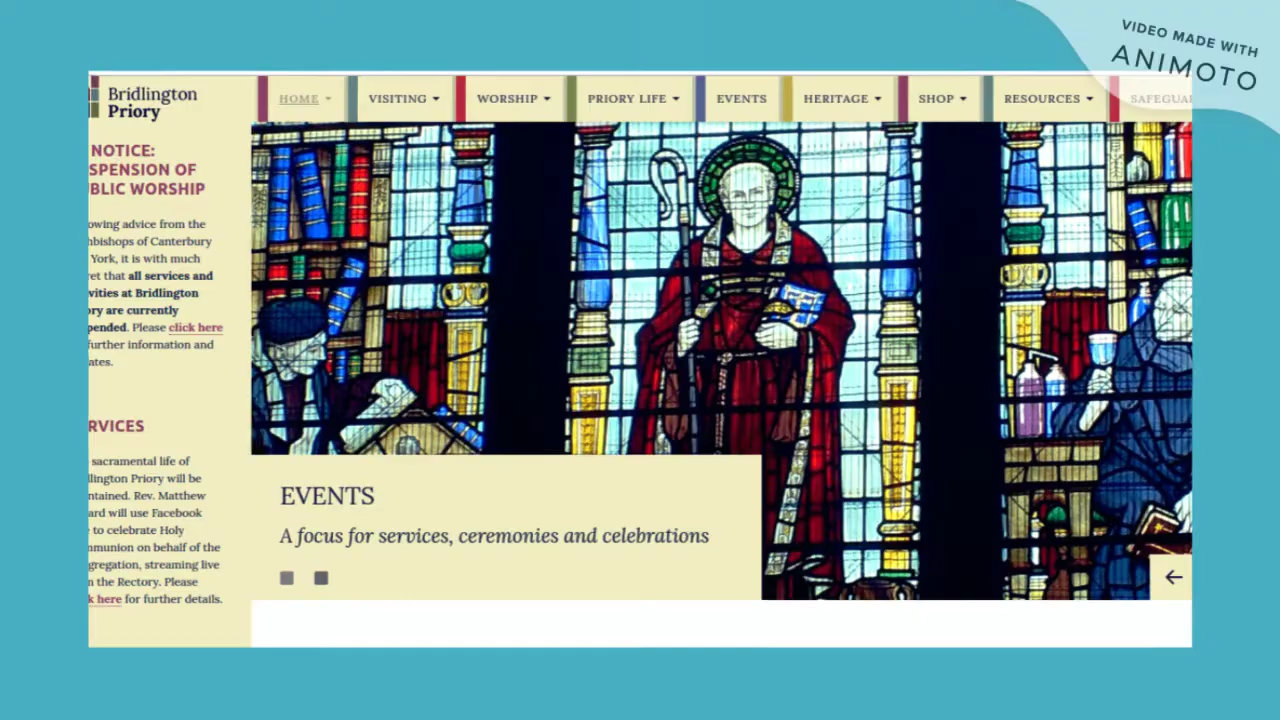 VIDEO MADE WITH
ANIMOTO
Bridlington
Priory
HOME
VISITING
WORSHIP
PRIORY LIFE
EVENTS
HERITAGE
SHOP
RESOURCES
SAFEGUAR
NOTICE:
SPENSION OF
BLIC WORSHIP
owing advice from the
hbishops of Canterbury
York, it is with much
ret that all services and
vities at Bridlington
ory are currently
pended. Please click here
further information and
ates.
RVICES
sacramental life of
llington Priory will be
ntained. Rev. Matthew
ard will use Facebook
to celebrate Holy
mmunion on behalf of the
gregation, streaming live
n the Rectory. Please
k here for further details.
EVENTS
A focus for services, ceremonies and celebrations